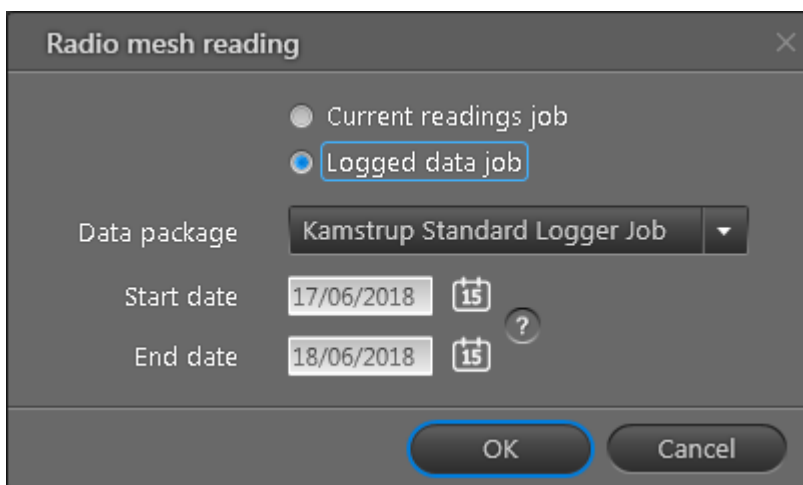 Radio mesh reading
Current readings job
Logged data job
Data package Kamstrup Standard Logger Job
Start date 17/06/2018 15
?
End date 18/06/2018 15
OK Cancel